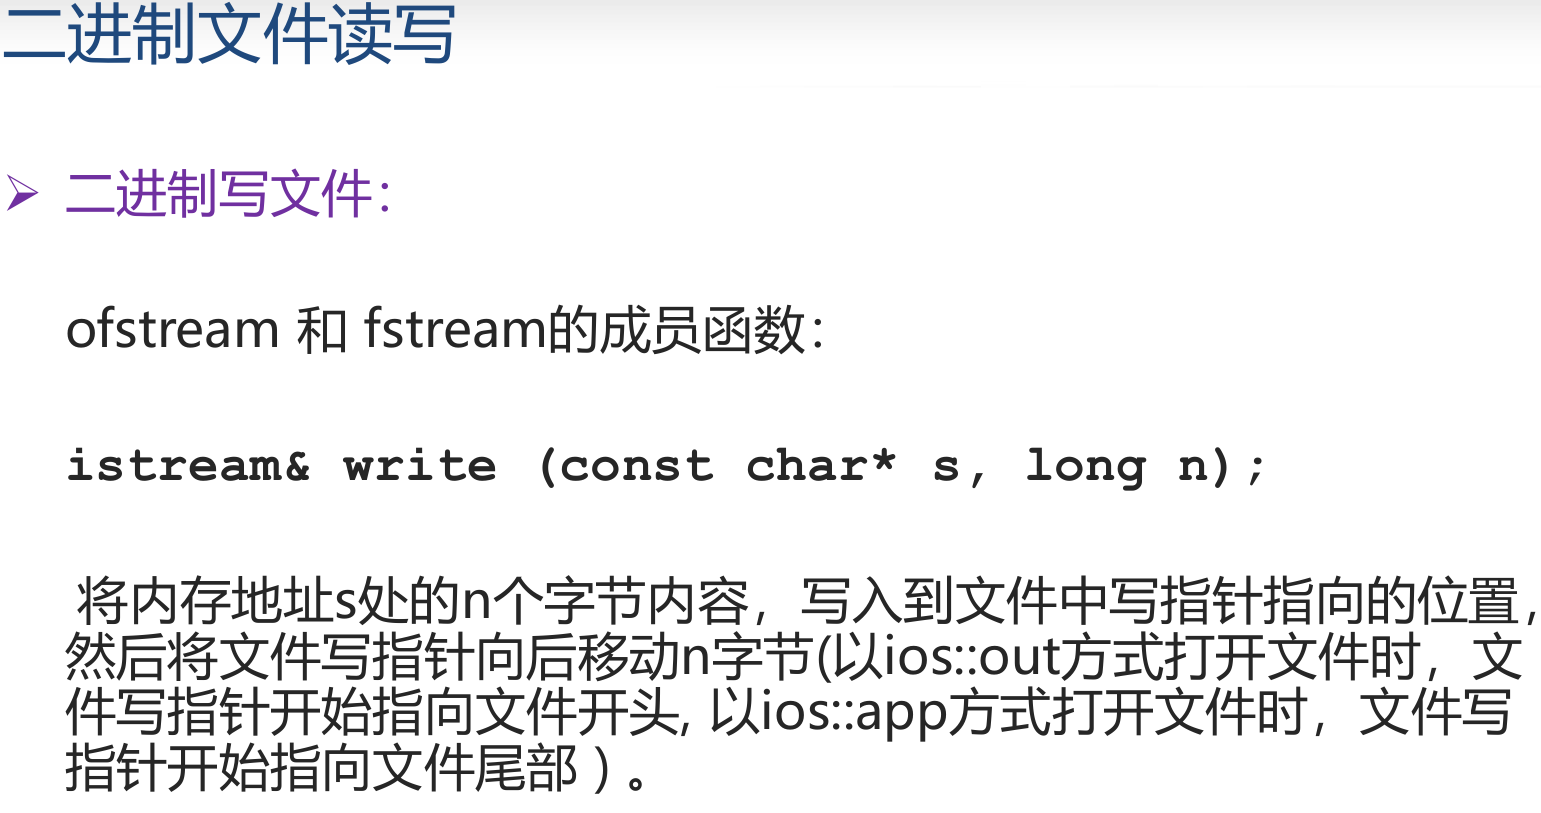 二进制文件读写
➢ 二进制写文件：
ofstream 和 fstream的成员函数：
istream& write (const char* s, long n);
将内存地址s处的n个字节内容，写入到文件中写指针指向的位置，
然后将文件写指针向后移动n字节(以ios::out方式打开文件时，文
件写指针开始指向文件开头, 以ios::app方式打开文件时，文件写
指针开始指向文件尾部 ) 。